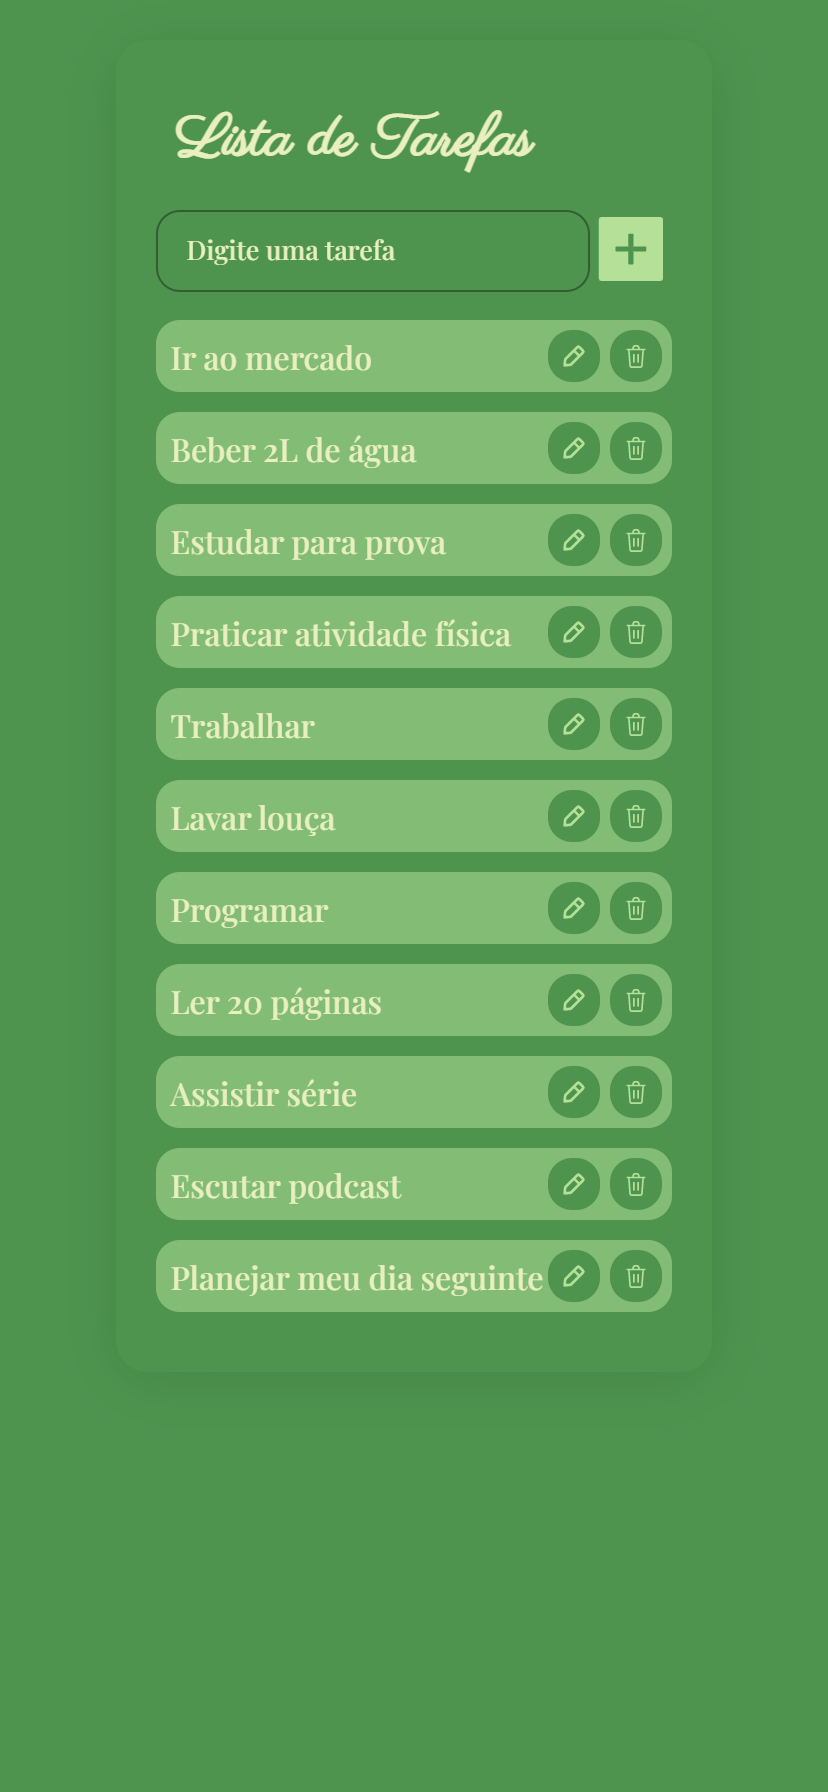 Lista de Tarefas
Digite uma tarefa
Ir ao mercado
Beber 2L de água
Estudar para prova
Praticar atividade física
Trabalhar
Lavar louça
Programar
Ler 20 páginas
Assistir série
Escutar podcast
Planejar meu dia seguinte